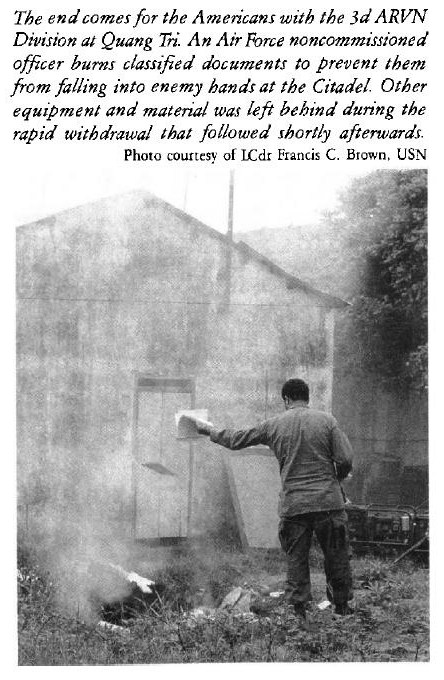 The end comes for the Americans with the 3d ARVN
Division at Quang Tri. An Air Force noncommissioned
officer burns classified documents to prevent them
from falling into enemy hands at the Citadel. Other
equipment and material was left behind during the
rapid withdrawal that followed shortly afterwards.
Photo courtesy of LCdr Francis C. Brown, USN